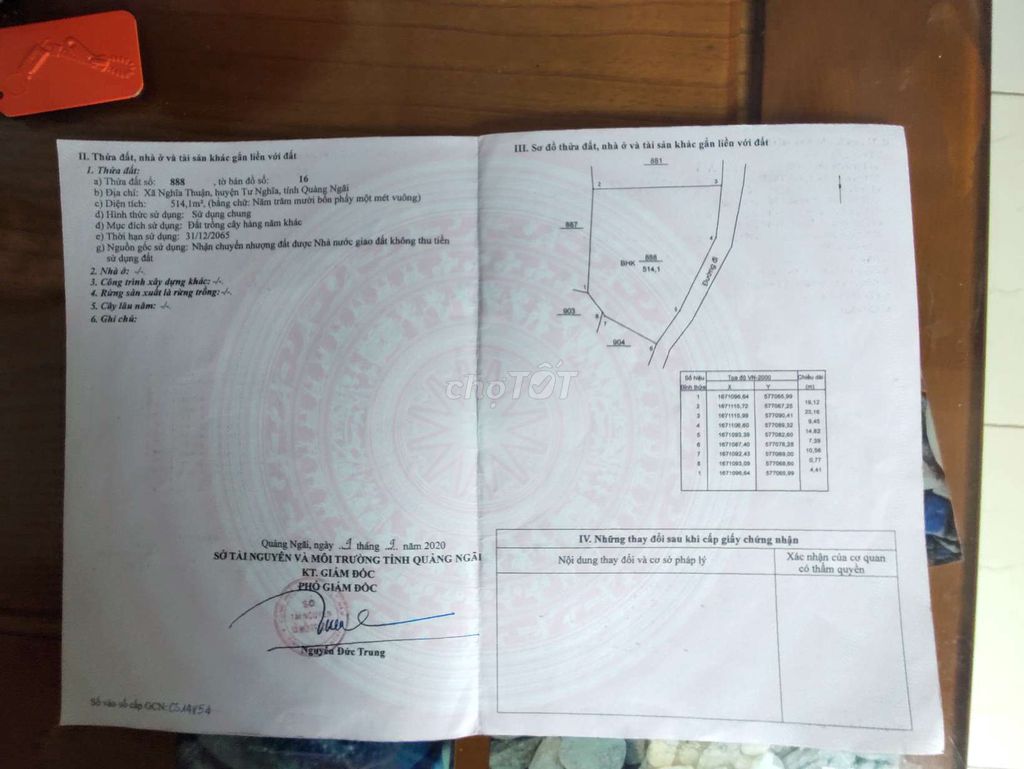 II. Thửa đất, nhà ở và tài sản khác gắn liền với đất
1. Thửa đất:
a) Thửa đất số: 888 , tờ bản đồ số: 16
b) Địa chỉ: Xã Nghĩa Thuận, huyện Tư Nghĩa, tỉnh Quảng Ngãi
c) Diện tích: 514,1m², (bằng chữ: Năm trăm mười bốn phẩy một mét vuông)
d) Hình thức sử dụng: Sử dụng chung
đ) Mục đích sử dụng: Đất trồng cây hàng năm khác
e) Thời hạn sử dụng: 31/12/2065
g) Nguồn gốc sử dụng: Nhận chuyển nhượng đất được Nhà nước giao đất không thu tiền
sử dụng đất
2. Nhà ở: -/-.
3. Công trình xây dựng khác: -/-.
4. Rừng sản xuất là rừng trồng: -/-.
5. Cây lâu năm: -/-
6. Ghi chú:
Quảng Ngãi, ngày 9 tháng 9 năm 2020
SỞ TÀI NGUYÊN VÀ MÔI TRƯỜNG TỈNH QUẢNG NGÃI
KT. GIÁM ĐỐC
PHÓ GIÁM ĐỐC
SỞ
TÀI NGUYÊN
Nguyễn Đức Trung
Số vào sổ cấp GCN: CS14854
III. Sơ đồ thửa đất, nhà ở và tài sản khác gắn liền với đất
881
2
3
887
4
BHK 888
514,1
Đường đi
1
5
903
8
7
904
6
Số hiệu Tọa độ VN-2000 Chiều dài
Đỉnh thửa X Y (m)
1 1671096,64 577065,99
19,12
2 1671115,72 577067,25
23,16
3 1671115,99 577090,41
9,45
4 1671106,60 577089,32
14,82
5 1671093,39 577082,60
7,39
6 1671087,40 577078,28
10,56
7 1671092,43 577069,00
0,77
8 1671093,09 577068,60
4,41
1 1671096,64 577065,99
chợTỐT
IV. Những thay đổi sau khi cấp giấy chứng nhận
Nội dung thay đổi và cơ sở pháp lý
Xác nhận của cơ quan
có thẩm quyền